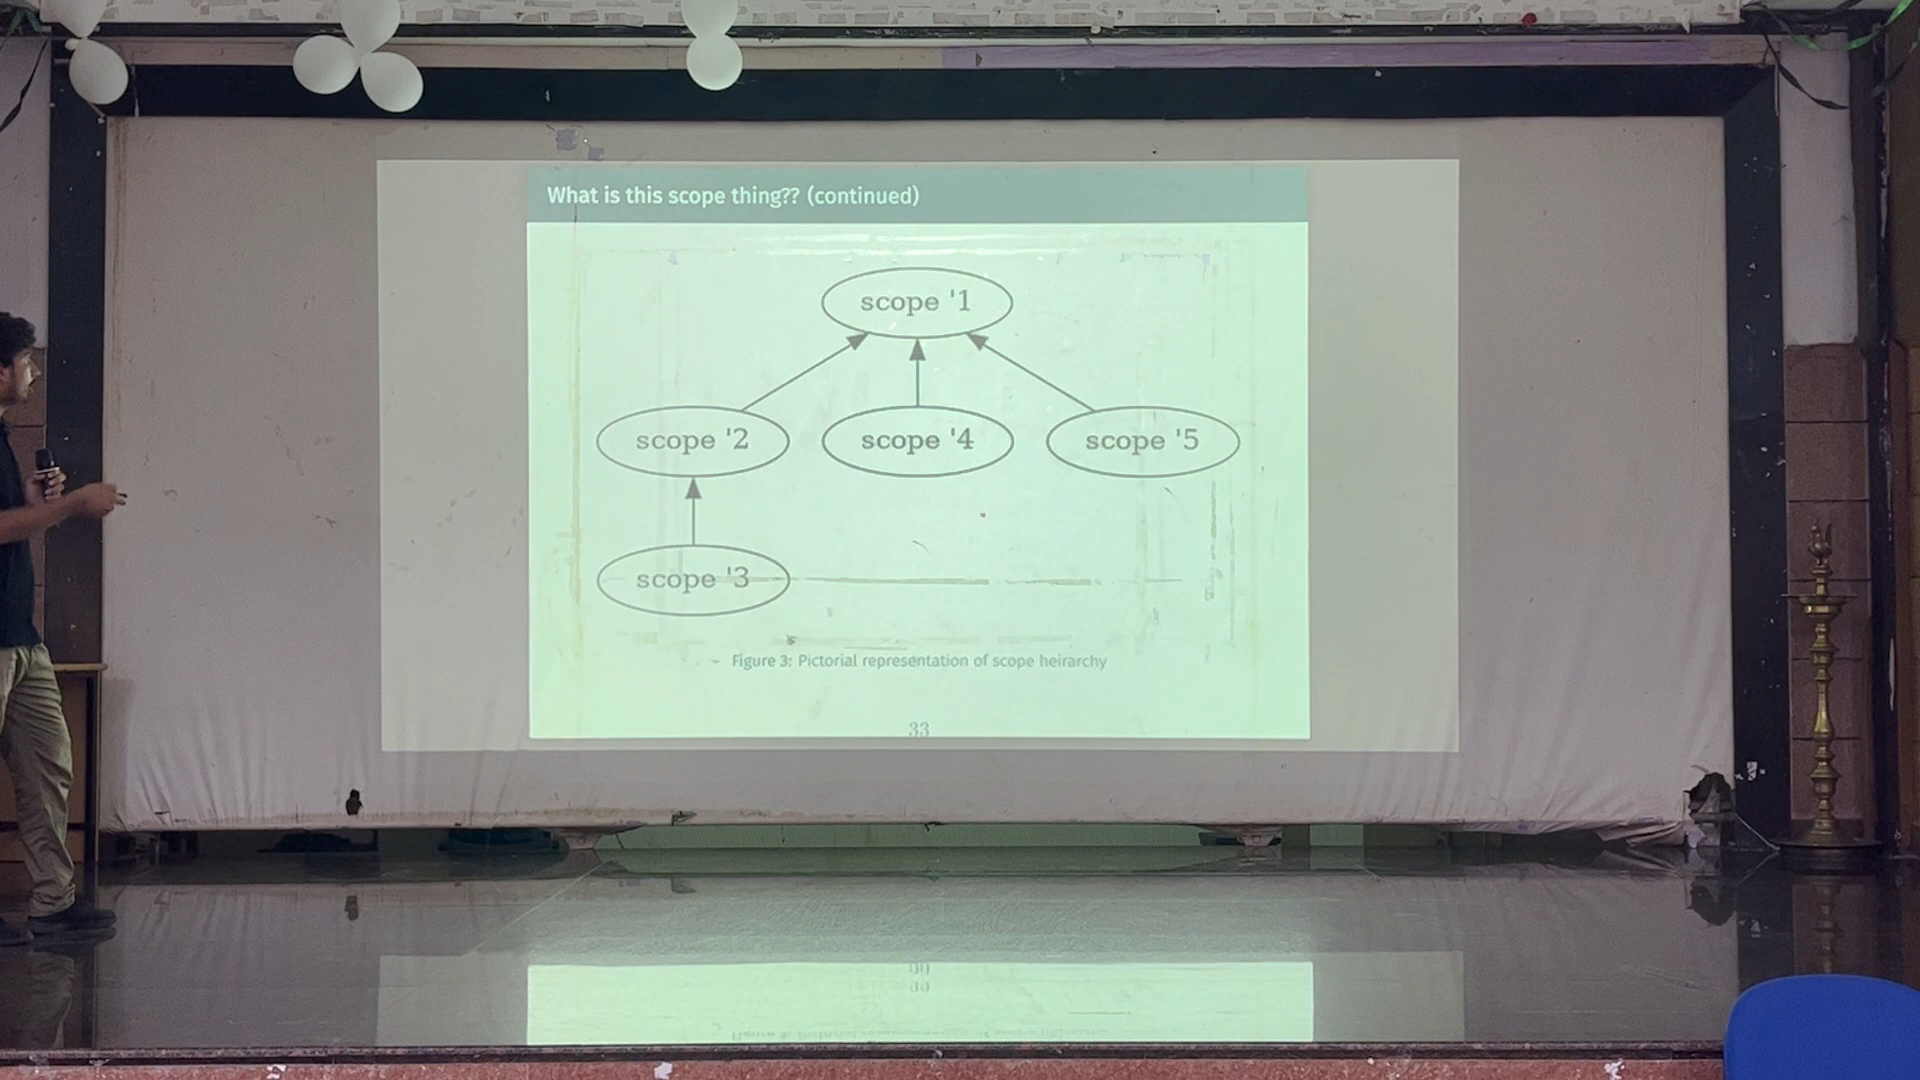 What is this scope thing?? (continued)
scope '1
scope '2
scope '4
scope '5
scope '3
Figure 3: Pictorial representation of scope heirarchy
33